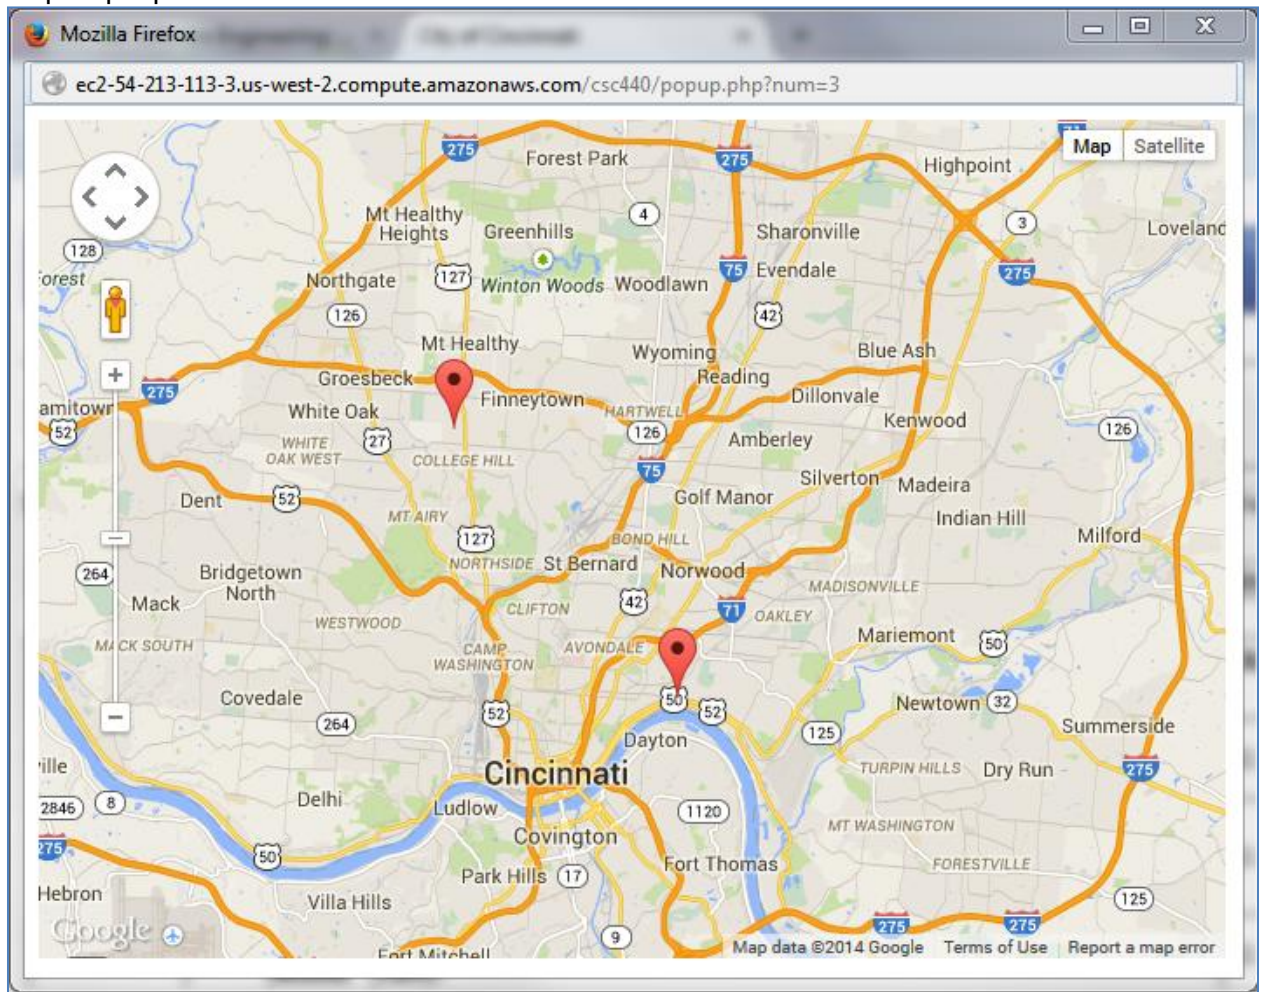 Mozilla Firefox
City of Cincinnati
ec2-54-213-113-3.us-west-2.compute.amazonaws.com/csc440/popup.php?num=3
Map Satellite
275
Forest Park
275
71
Highpoint
Mt Healthy
Heights
4
Greenhills
Sharonville
3
Loveland
128
orest
Northgate
127
Winton Woods
Woodlawn
75
Evendale
275
126
42
Mt Healthy
Wyoming
Blue Ash
Groesbeck
Reading
275
Finneytown
Dillonvale
amitown
White Oak
HARTWELL
Kenwood
52
27
126
126
WHITE
OAK WEST
COLLEGE HILL
Amberley
75
Silverton
Madeira
Dent
52
Golf Manor
MT AIRY
Indian Hill
127
BOND HILL
Milford
264
Bridgetown
North
NORTHSIDE
St Bernard
Norwood
MADISONVILLE
Mack
WESTWOOD
CLIFTON
42
71
OAKLEY
MACK SOUTH
CAMP
WASHINGTON
AVONDALE
Mariemont
50
Covedale
264
52
50
52
Newtown
32
125
Summerside
Dayton
ville
Cincinnati
TURPIN HILLS
Dry Run
275
2846
8
Delhi
Ludlow
1120
Covington
MT WASHINGTON
275
50
Park Hills
17
Fort Thomas
FORESTVILLE
Hebron
Villa Hills
125
Google
9
275
275
Fort Mitchell
Map data ©2014 Google Terms of Use Report a map error